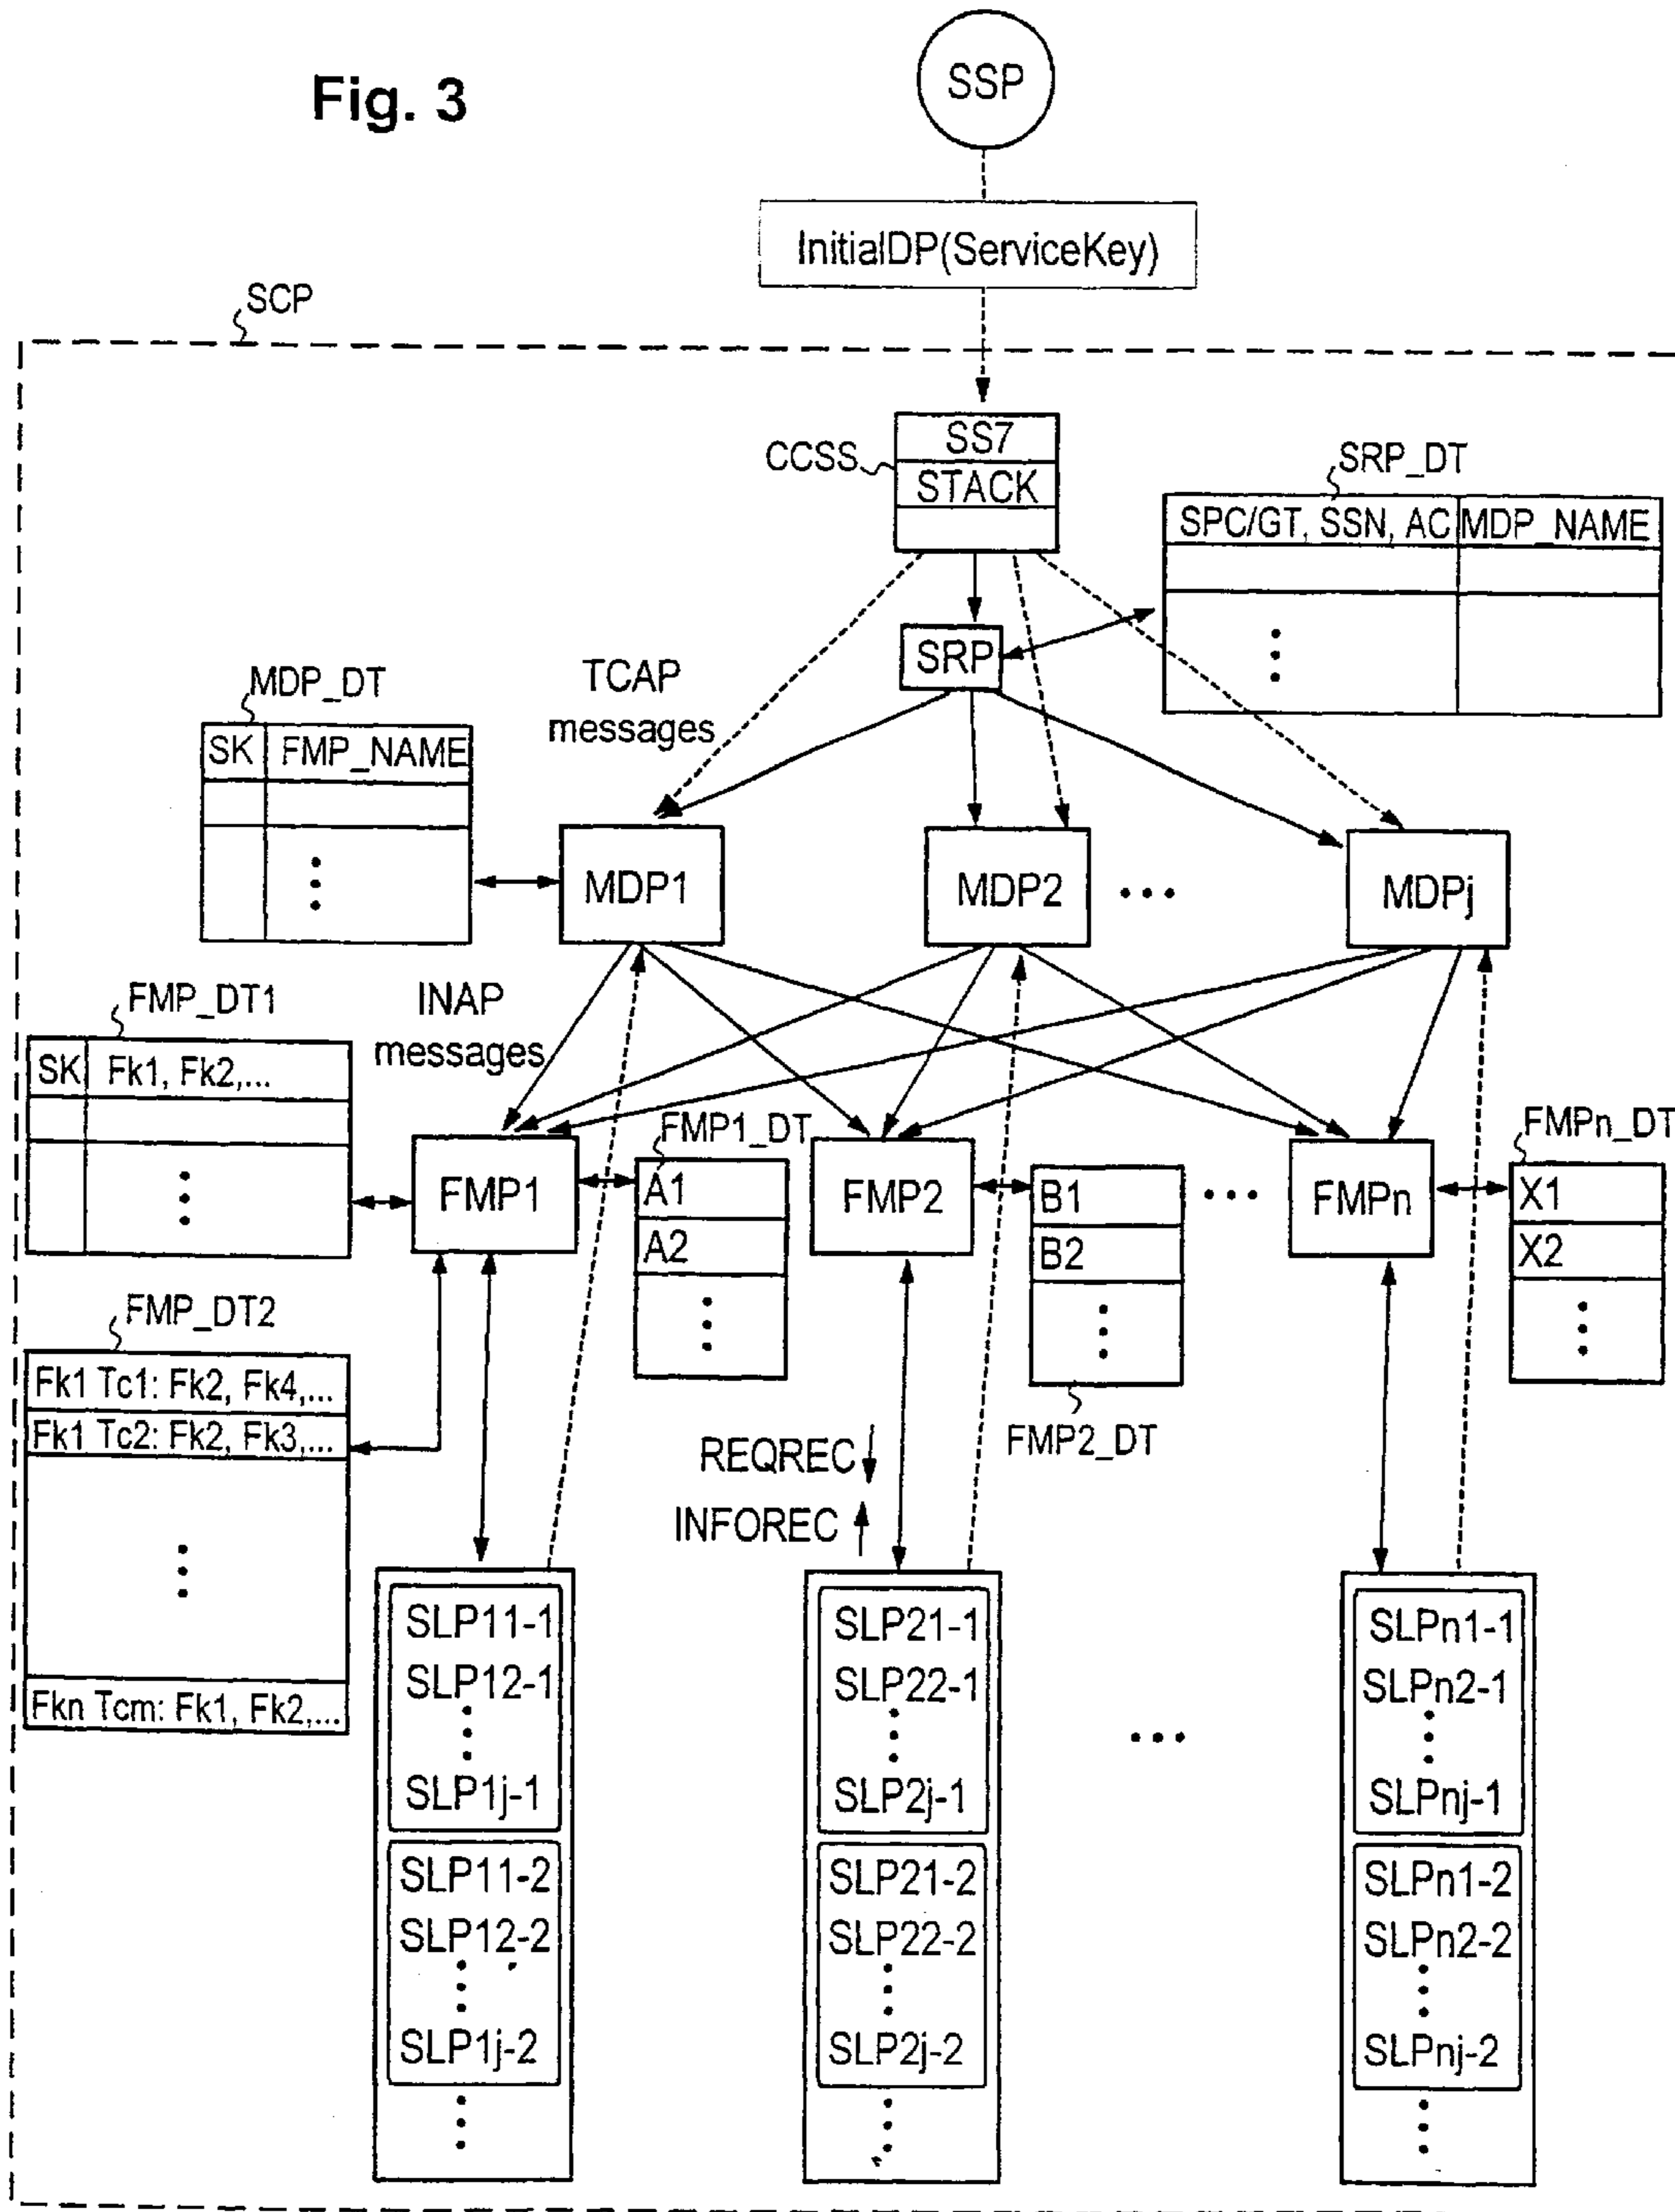 Fig. 3
SSP
InitialDP(ServiceKey)
SCP
SS7
STACK
CCSS
SRP_DT
SPC/GT, SSN, AC MDP_NAME
SRP
TCAP
messages
MDP_DT
SK FMP_NAME
MDP1
MDP2
MDPj
INAP
messages
FMP_DT1
SK Fk1, Fk2,...
FMP1
FMP1_DT
A1
A2
FMP2
B1
B2
FMP2_DT
FMPn
FMPn_DT
X1
X2
FMP_DT2
Fk1 Tc1: Fk2, Fk4,...
Fk1 Tc2: Fk2, Fk3,...
Fkn Tcm: Fk1, Fk2,...
REQREC
INFOREC
SLP11-1
SLP12-1
SLP1j-1
SLP11-2
SLP12-2
SLP1j-2
SLP21-1
SLP22-1
SLP2j-1
SLP21-2
SLP22-2
SLP2j-2
SLPn1-1
SLPn2-1
SLPnj-1
SLPn1-2
SLPn2-2
SLPnj-2